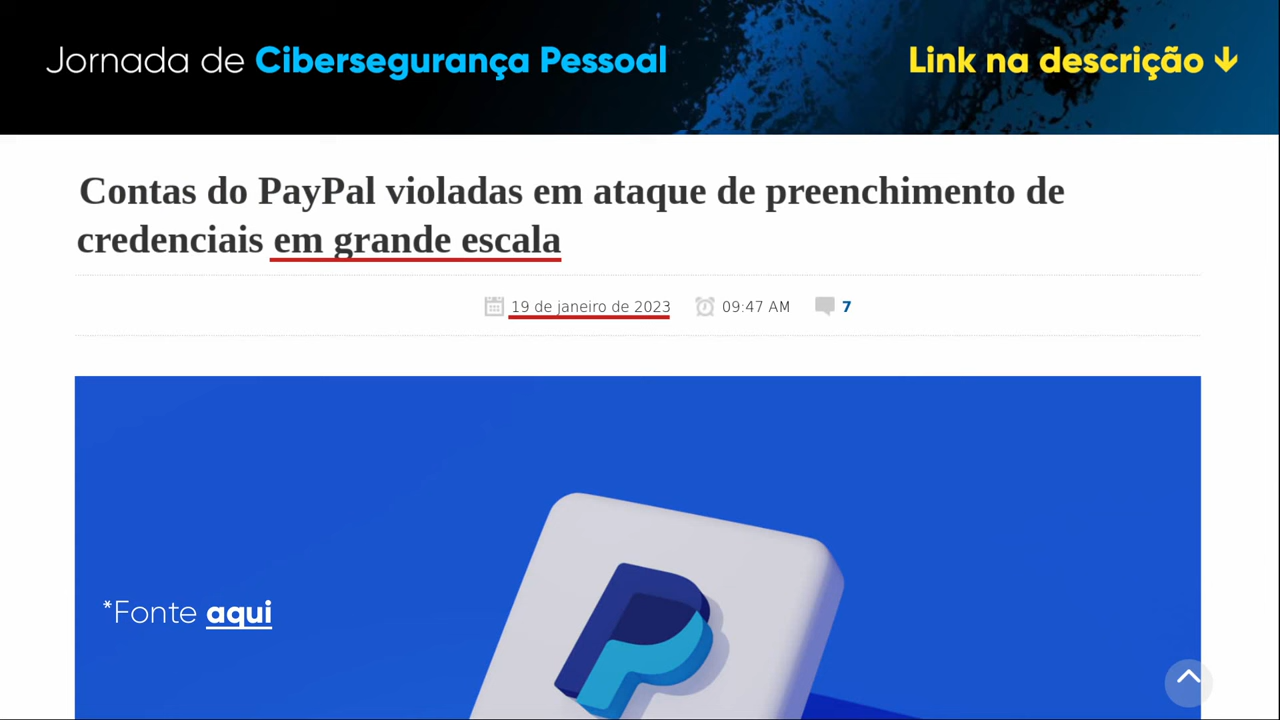 Jornada de Cibersegurança Pessoal
Link na descrição ↓
Contas do PayPal violadas em ataque de preenchimento de
credenciais em grande escala
19 de janeiro de 2023 09:47 AM 7
*Fonte aqui